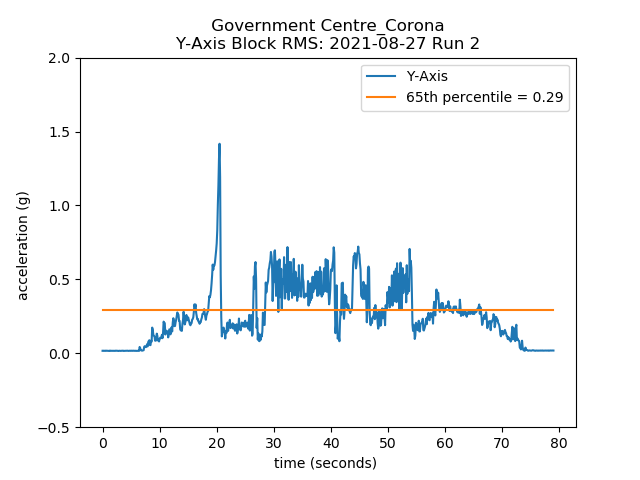 Government Centre_Corona
Y-Axis Block RMS: 2021-08-27 Run 2
2.0
Y-Axis
65th percentile = 0.29
1.5
1.0
0.5
0.0
−0.5
acceleration (g)
0 10 20 30 40 50 60 70 80
time (seconds)